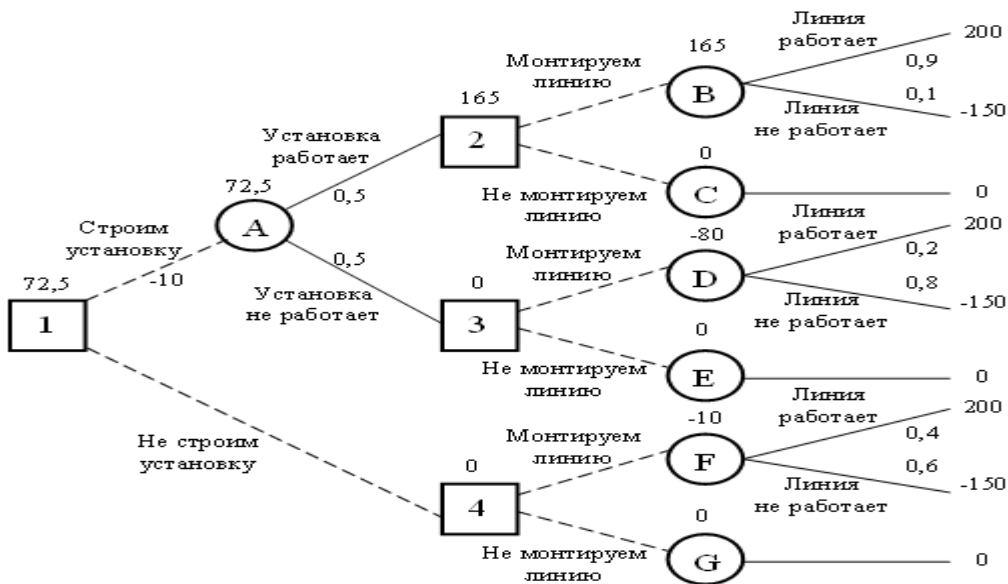 Линия
работает
200
165
0,9
Монтируем
линию
B
0,1
165
Линия
не работает
-150
Установка
работает
2
0
72,5
0,5
Не монтируем
линию
C
0
Строим
установку
A
-80
Линия
работает
200
0,5
Монтируем
линию
0,2
-10
D
72,5
Установка
не работает
0
0,8
1
3
Линия
не работает
-150
0
Не монтируем
линию
E
0
Линия
работает
200
-10
Не строим
установку
Монтируем
линию
0,4
0
F
0,6
Линия
не работает
-150
4
0
Не монтируем
линию
G
0